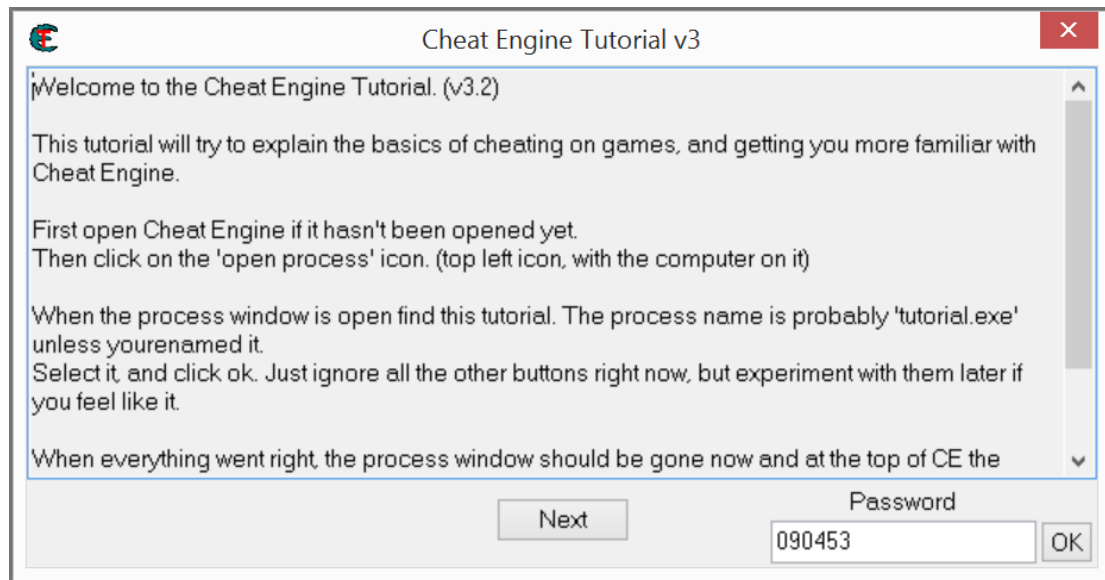 Cheat Engine Tutorial v3
Welcome to the Cheat Engine Tutorial. (v3.2)
This tutorial will try to explain the basics of cheating on games, and getting you more familiar with
Cheat Engine.
First open Cheat Engine if it hasn't been opened yet.
Then click on the 'open process' icon. (top left icon, with the computer on it)
When the process window is open find this tutorial. The process name is probably 'tutorial.exe'
unless yourenamed it.
Select it, and click ok. Just ignore all the other buttons right now, but experiment with them later if
you feel like it.
When everything went right, the process window should be gone now and at the top of CE the
Next
Password
090453
OK